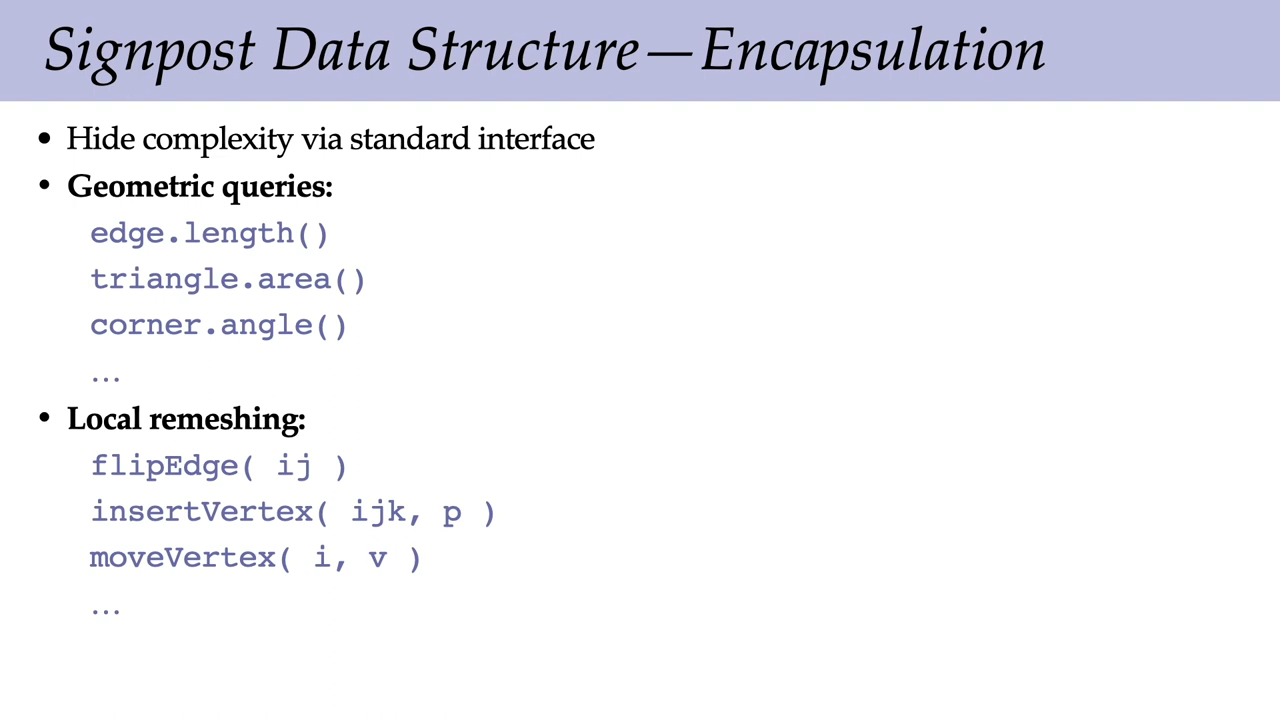 Signpost Data Structure—Encapsulation
• Hide complexity via standard interface
• Geometric queries:
edge.length()
triangle.area()
corner.angle()
…
• Local remeshing:
flipEdge( ij )
insertVertex( ijk, p )
moveVertex( i, v )
…